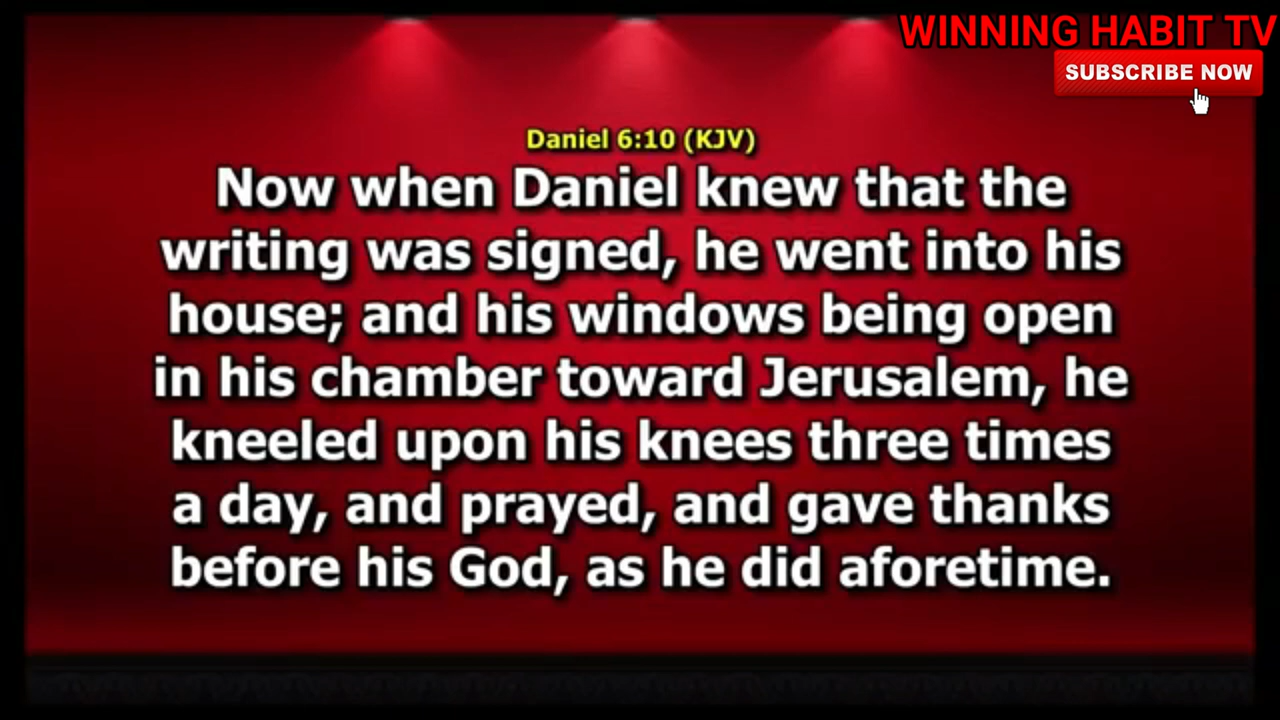 WINNING HABIT TV
SUBSCRIBE NOW
Daniel 6:10 (KJV)
Now when Daniel knew that the
writing was signed, he went into his
house; and his windows being open
in his chamber toward Jerusalem, he
kneeled upon his knees three times
a day, and prayed, and gave thanks
before his God, as he did aforetime.